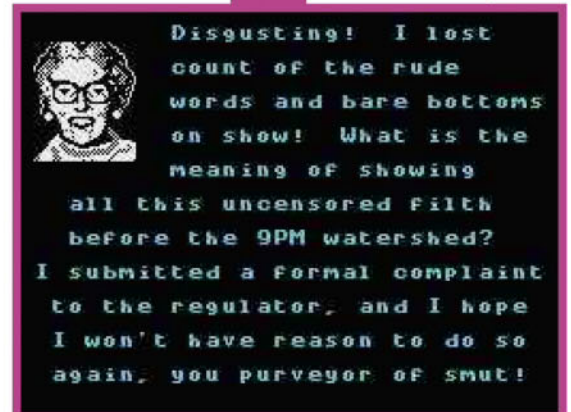 Disgusting! I lost
count of the rude
words and bare bottoms
on show! What is the
meaning of showing
all this uncensored filth
before the 9PM watershed?
I submitted a formal complaint
to the regulator, and I hope
I won't have reason to do so
again, you purveyor of smut!